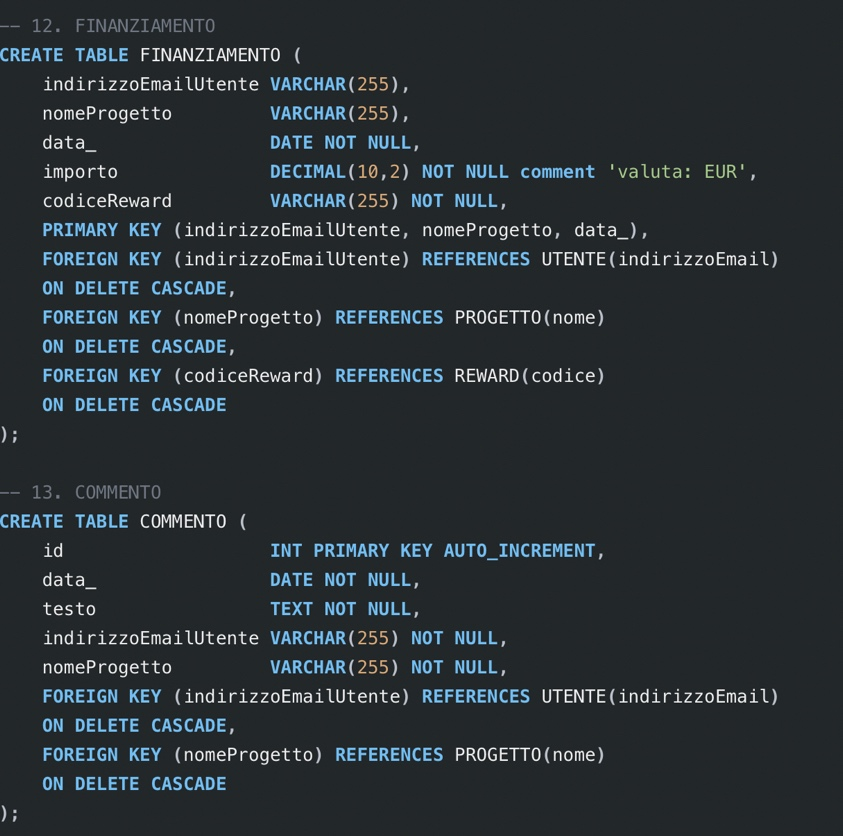 -- 12. FINANZIAMENTO
CREATE TABLE FINANZIAMENTO (
    indirizzoEmailUtente VARCHAR(255),
    nomeProgetto         VARCHAR(255),
    data_                DATE NOT NULL,
    importo              DECIMAL(10,2) NOT NULL comment 'valuta: EUR',
    codiceReward         VARCHAR(255) NOT NULL,
    PRIMARY KEY (indirizzoEmailUtente, nomeProgetto, data_),
    FOREIGN KEY (indirizzoEmailUtente) REFERENCES UTENTE(indirizzoEmail)
    ON DELETE CASCADE,
    FOREIGN KEY (nomeProgetto) REFERENCES PROGETTO(nome)
    ON DELETE CASCADE,
    FOREIGN KEY (codiceReward) REFERENCES REWARD(codice)
    ON DELETE CASCADE
);

-- 13. COMMENTO
CREATE TABLE COMMENTO (
    id                   INT PRIMARY KEY AUTO_INCREMENT,
    data_                DATE NOT NULL,
    testo                TEXT NOT NULL,
    indirizzoEmailUtente VARCHAR(255) NOT NULL,
    nomeProgetto         VARCHAR(255) NOT NULL,
    FOREIGN KEY (indirizzoEmailUtente) REFERENCES UTENTE(indirizzoEmail)
    ON DELETE CASCADE,
    FOREIGN KEY (nomeProgetto) REFERENCES PROGETTO(nome)
    ON DELETE CASCADE
);